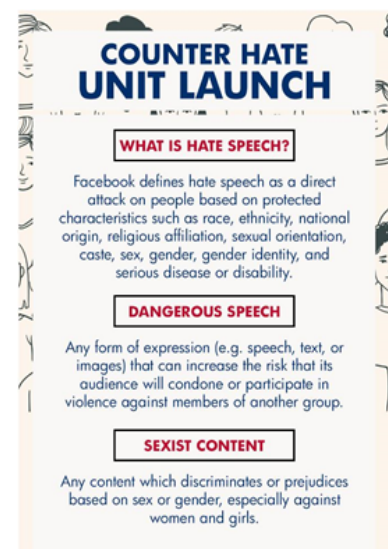 COUNTER HATE
UNIT LAUNCH
WHAT IS HATE SPEECH?
Facebook defines hate speech as a direct
attack on people based on protected
characteristics such as race, ethnicity, national
origin, religious affiliation, sexual orientation,
caste, sex, gender, gender identity, and
serious disease or disability.
DANGEROUS SPEECH
Any form of expression (e.g. speech, text, or
images) that can increase the risk that its
audience will condone or participate in
violence against members of another group.
SEXIST CONTENT
Any content which discriminates or prejudices
based on sex or gender, especially against
women and girls.